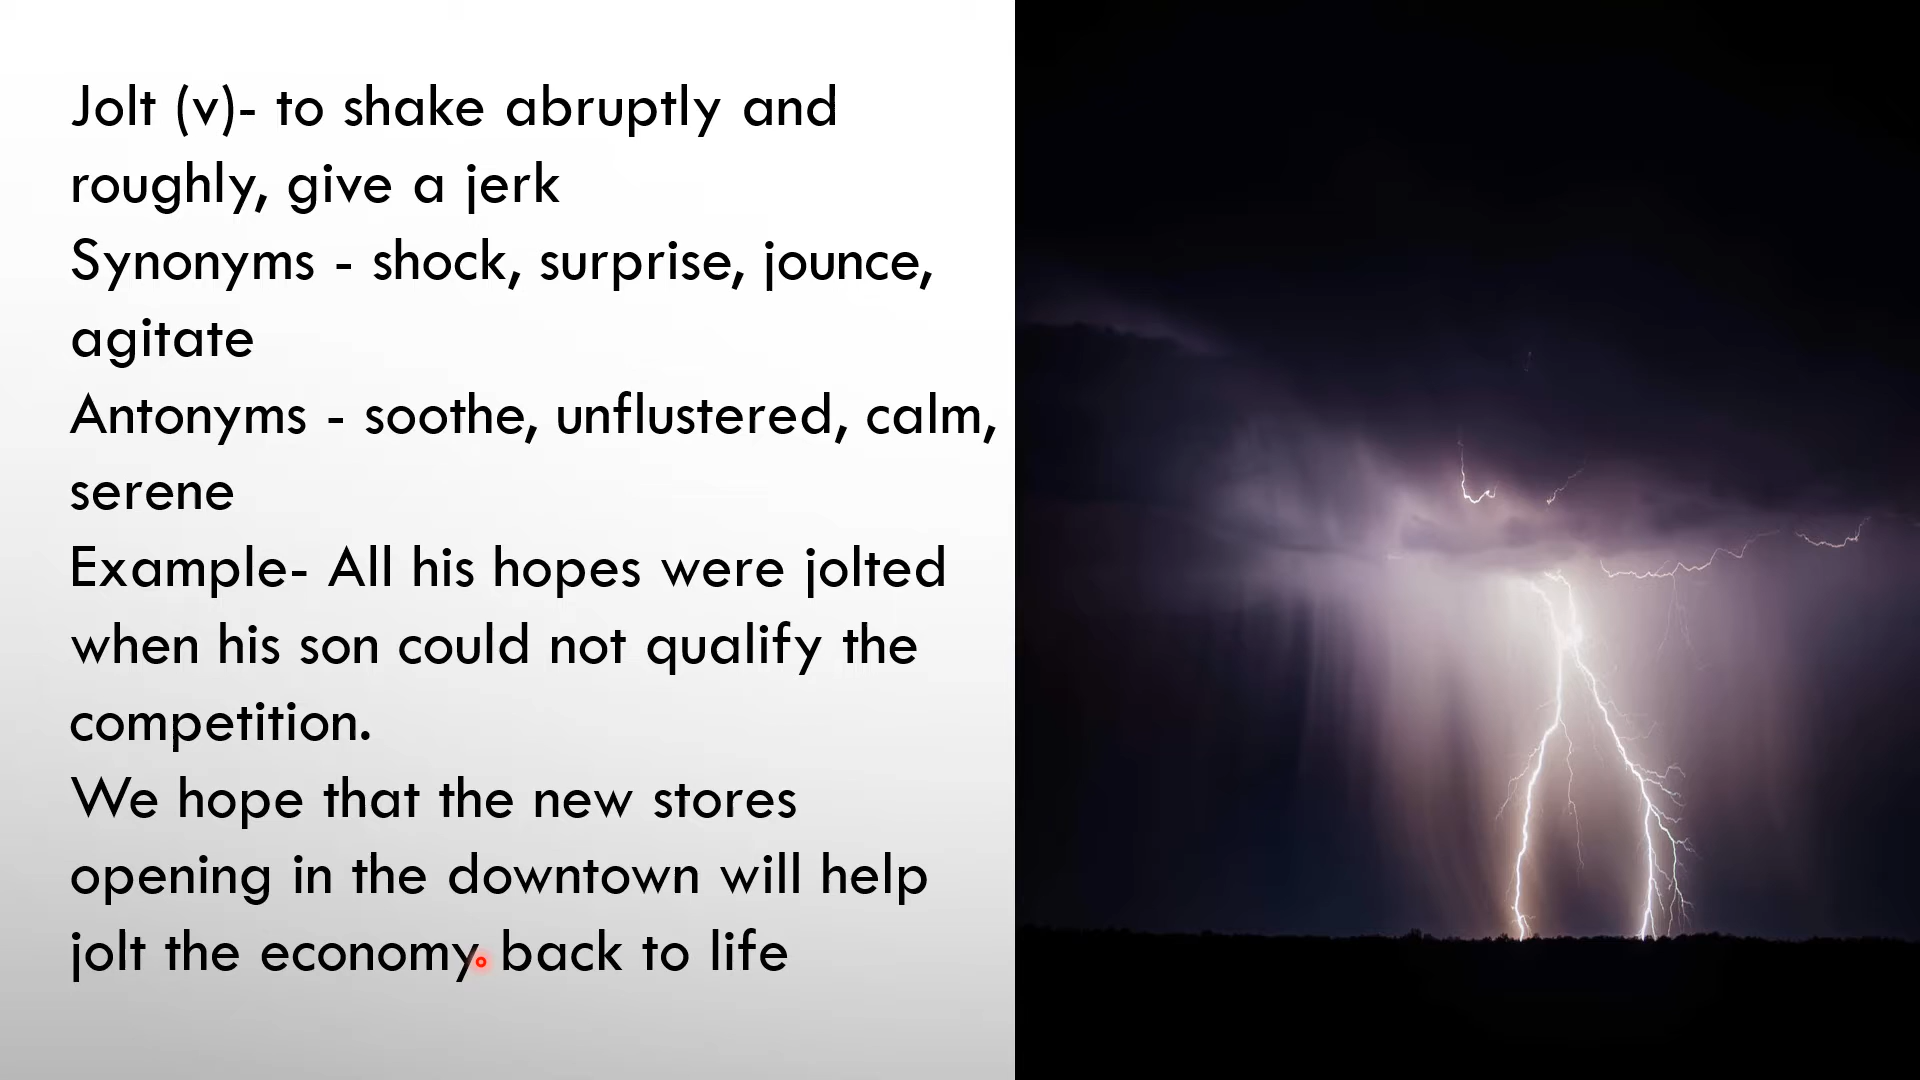 Jolt (v)- to shake abruptly and
roughly, give a jerk
Synonyms - shock, surprise, jounce,
agitate
Antonyms - soothe, unflustered, calm,
serene
Example- All his hopes were jolted
when his son could not qualify the
competition.
We hope that the new stores
opening in the downtown will help
jolt the economy back to life